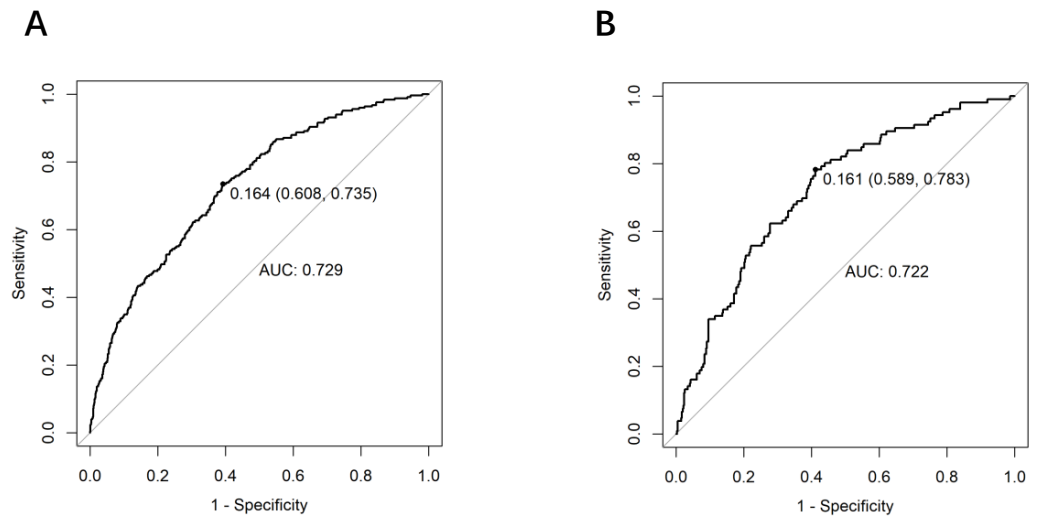 A
B
1.0
0.8
0.6
0.4
0.2
0.0
Sensitivity
0.164 (0.608, 0.735)
AUC: 0.729
0.0 0.2 0.4 0.6 0.8 1.0
1 - Specificity
1.0
0.8
0.6
0.4
0.2
0.0
Sensitivity
0.161 (0.589, 0.783)
AUC: 0.722
0.0 0.2 0.4 0.6 0.8 1.0
1 - Specificity